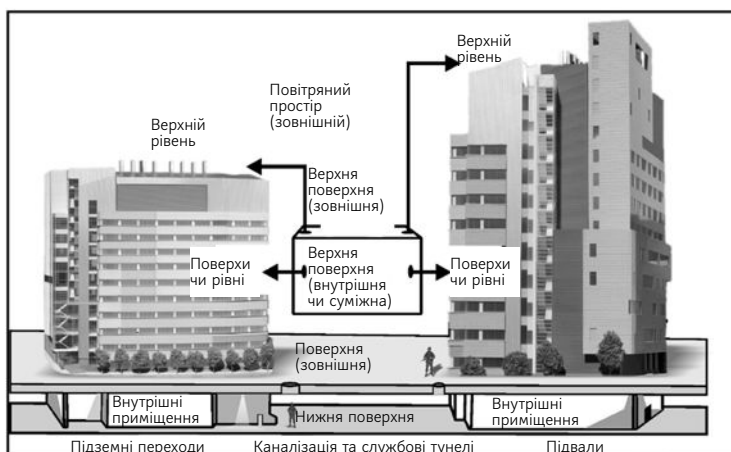 Верхній
рівень
Повітряний
простір
(зовнішній)
Верхній
рівень
Верхня
поверхня
(зовнішня)
Поверхи
чи рівні
Верхня
поверхня
(внутрішня
чи суміжна)
Поверхи
чи рівні
Поверхня
(зовнішня)
Внутрішні
приміщення
Нижня поверхня
Внутрішні
приміщення
Підземні переходи
Каналізація та службові тунелі
Підвали